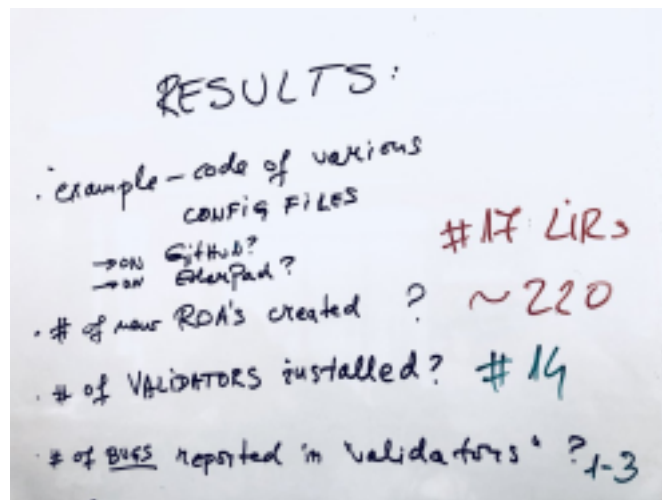 RESULTS:
· example - code of various
CONFIG FILES
→ on GitHub?
→ on EtherPad?
#17 LIRs
· # of new ROA's created ? ~220
· # of VALIDATORS installed? #14
· # of BUGS reported in "validators" ? 1-3